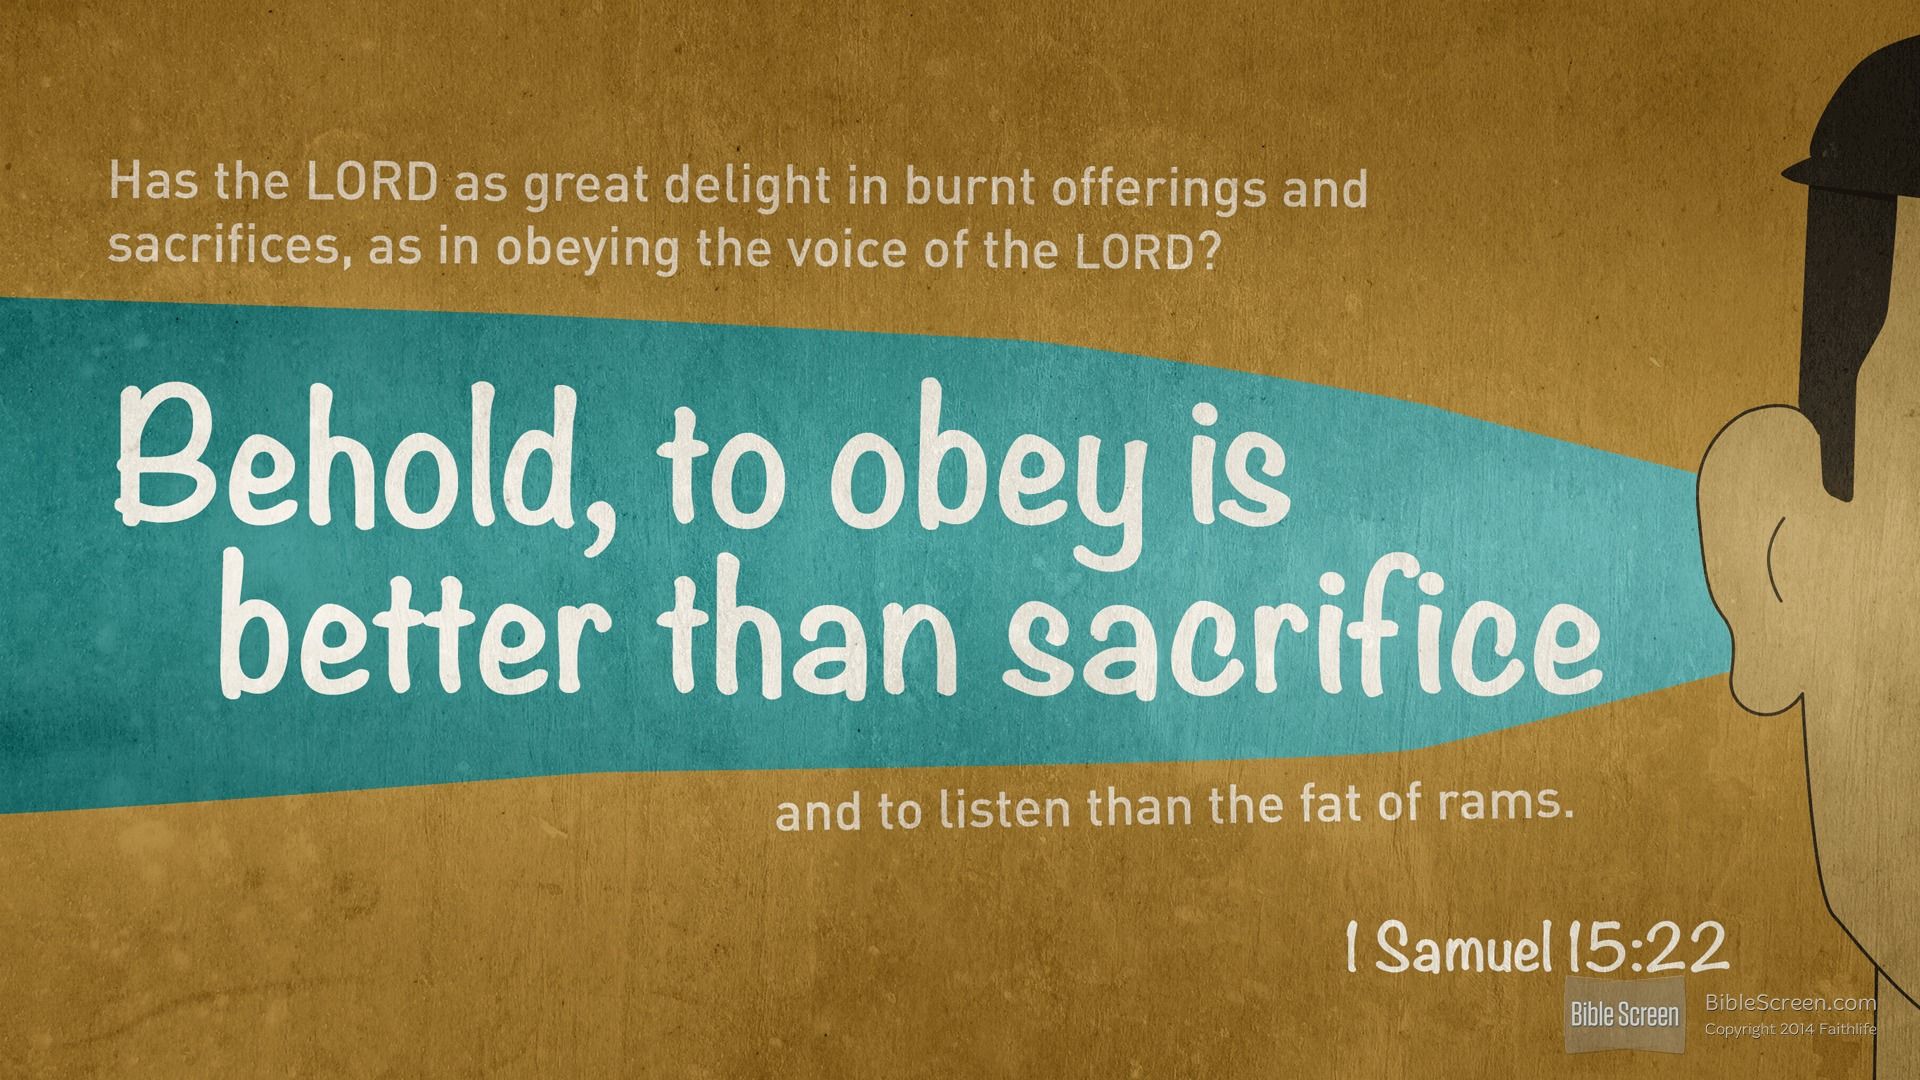 Has the LORD as great delight in burnt offerings and
sacrifices, as in obeying the voice of the LORD?
Behold, to obey is
better than sacrifice
and to listen than the fat of rams.
1 Samuel 15:22
Bible Screen
BibleScreen.com
Copyright 2014 Faithlife